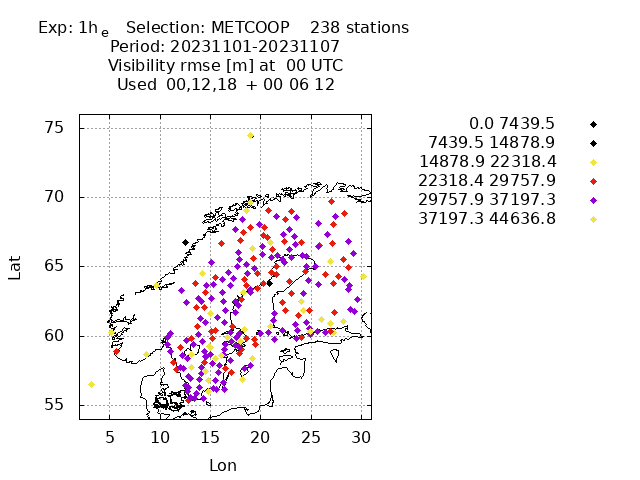 Exp: 1h e Selection: METCOOP 238 stations
Period: 20231101-20231107
Visibility rmse [m] at 00 UTC
Used 00,12,18 + 00 06 12
0.0 7439.5
7439.5 14878.9
14878.9 22318.4
22318.4 29757.9
29757.9 37197.3
37197.3 44636.8
75
70
65
60
55
Lat
5 10 15 20 25 30
Lon